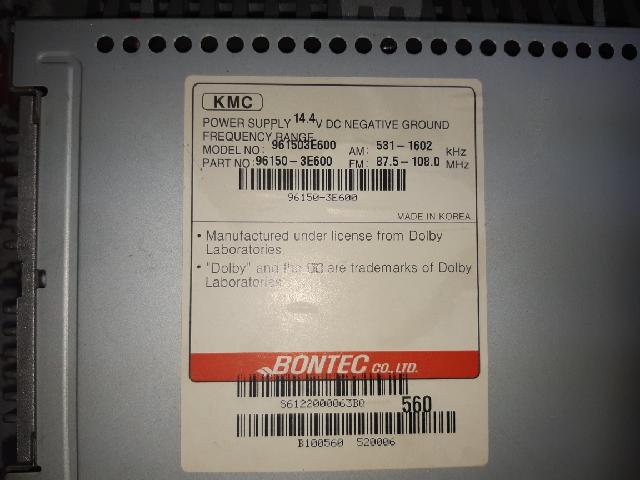 KMC
POWER SUPPLY 14.4V DC NEGATIVE GROUND
FREQUENCY RANGE
MODEL NO: 961503E600 AM: 531-1602 KHz
PART NO: 96150-3E600 FM: 87.5-108.0 MHz
96150-3E600
MADE IN KOREA
• Manufactured under license from Dolby
Laboratories
• "Dolby" and the DD are trademarks of Dolby
Laboratories
BONTEC CO., LTD.
S6122000063B0 560
B100560 520006